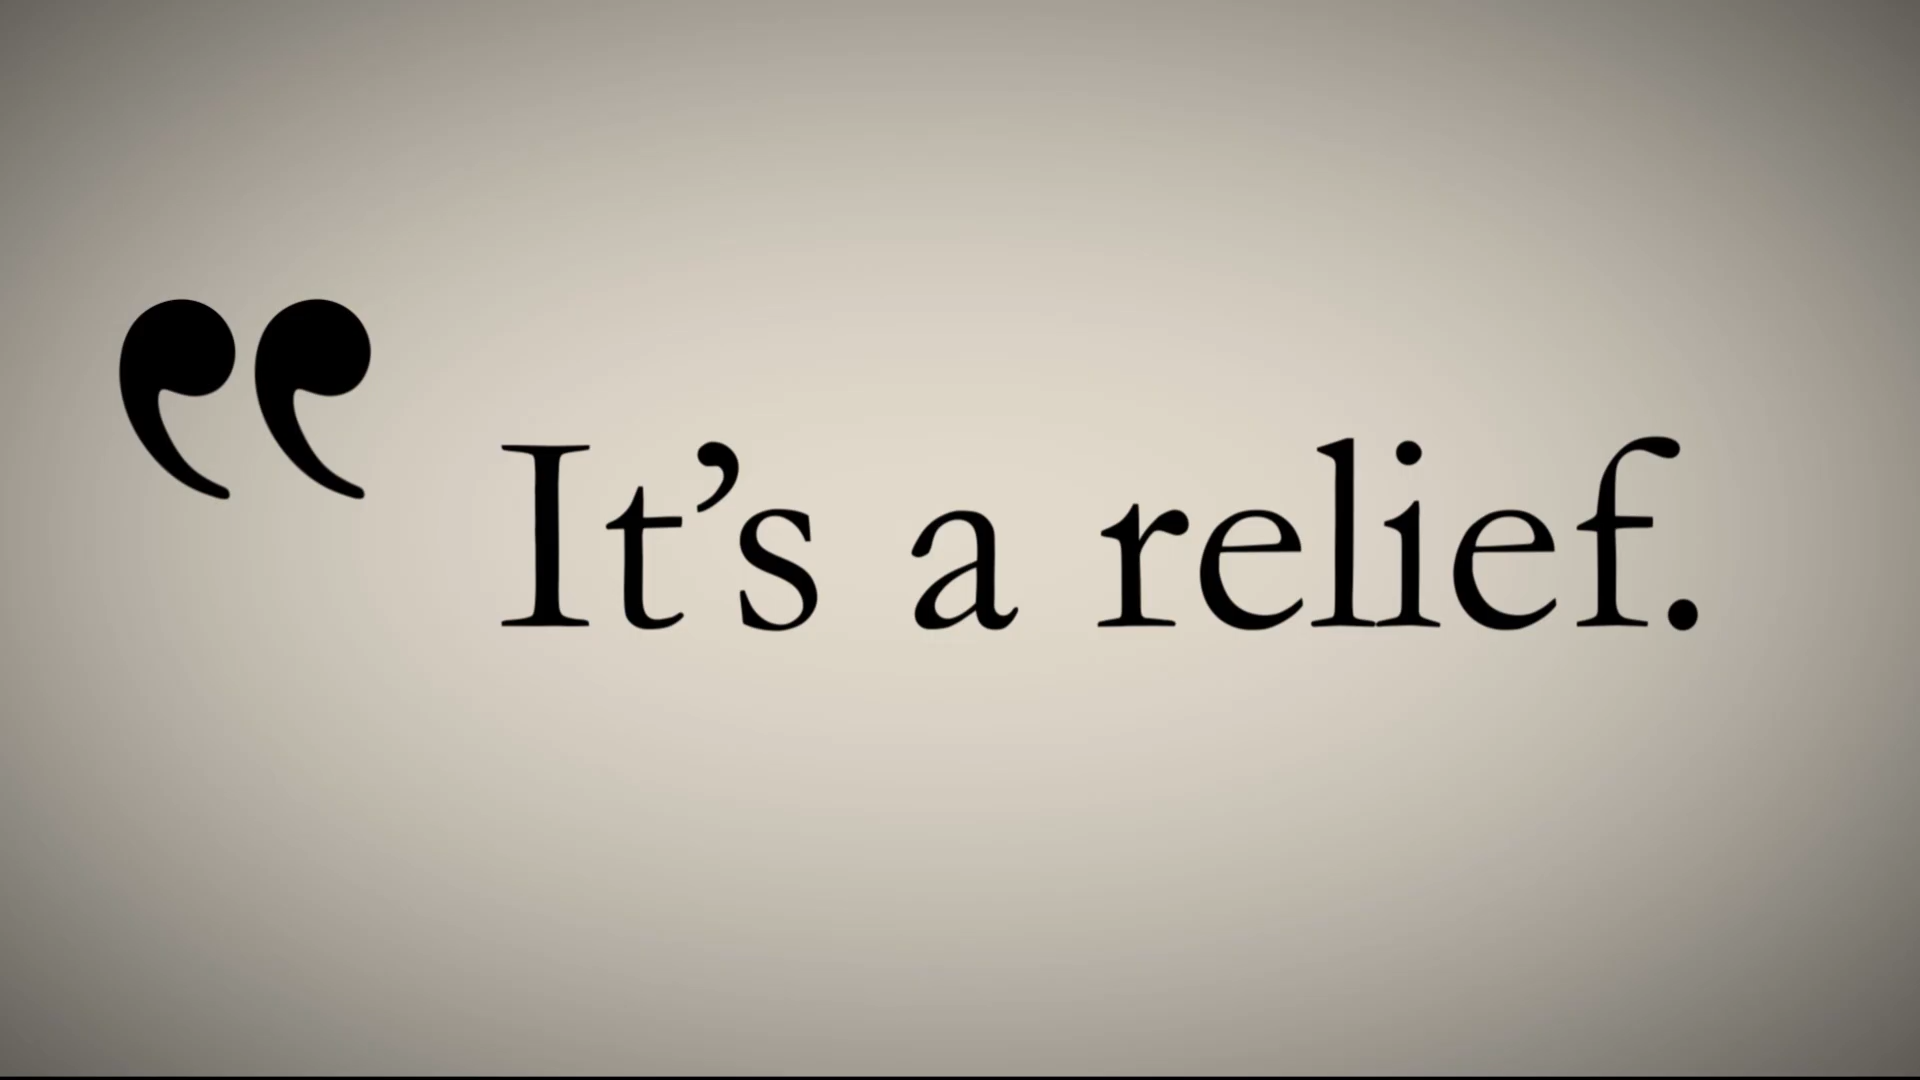 ‟ It’s a relief.